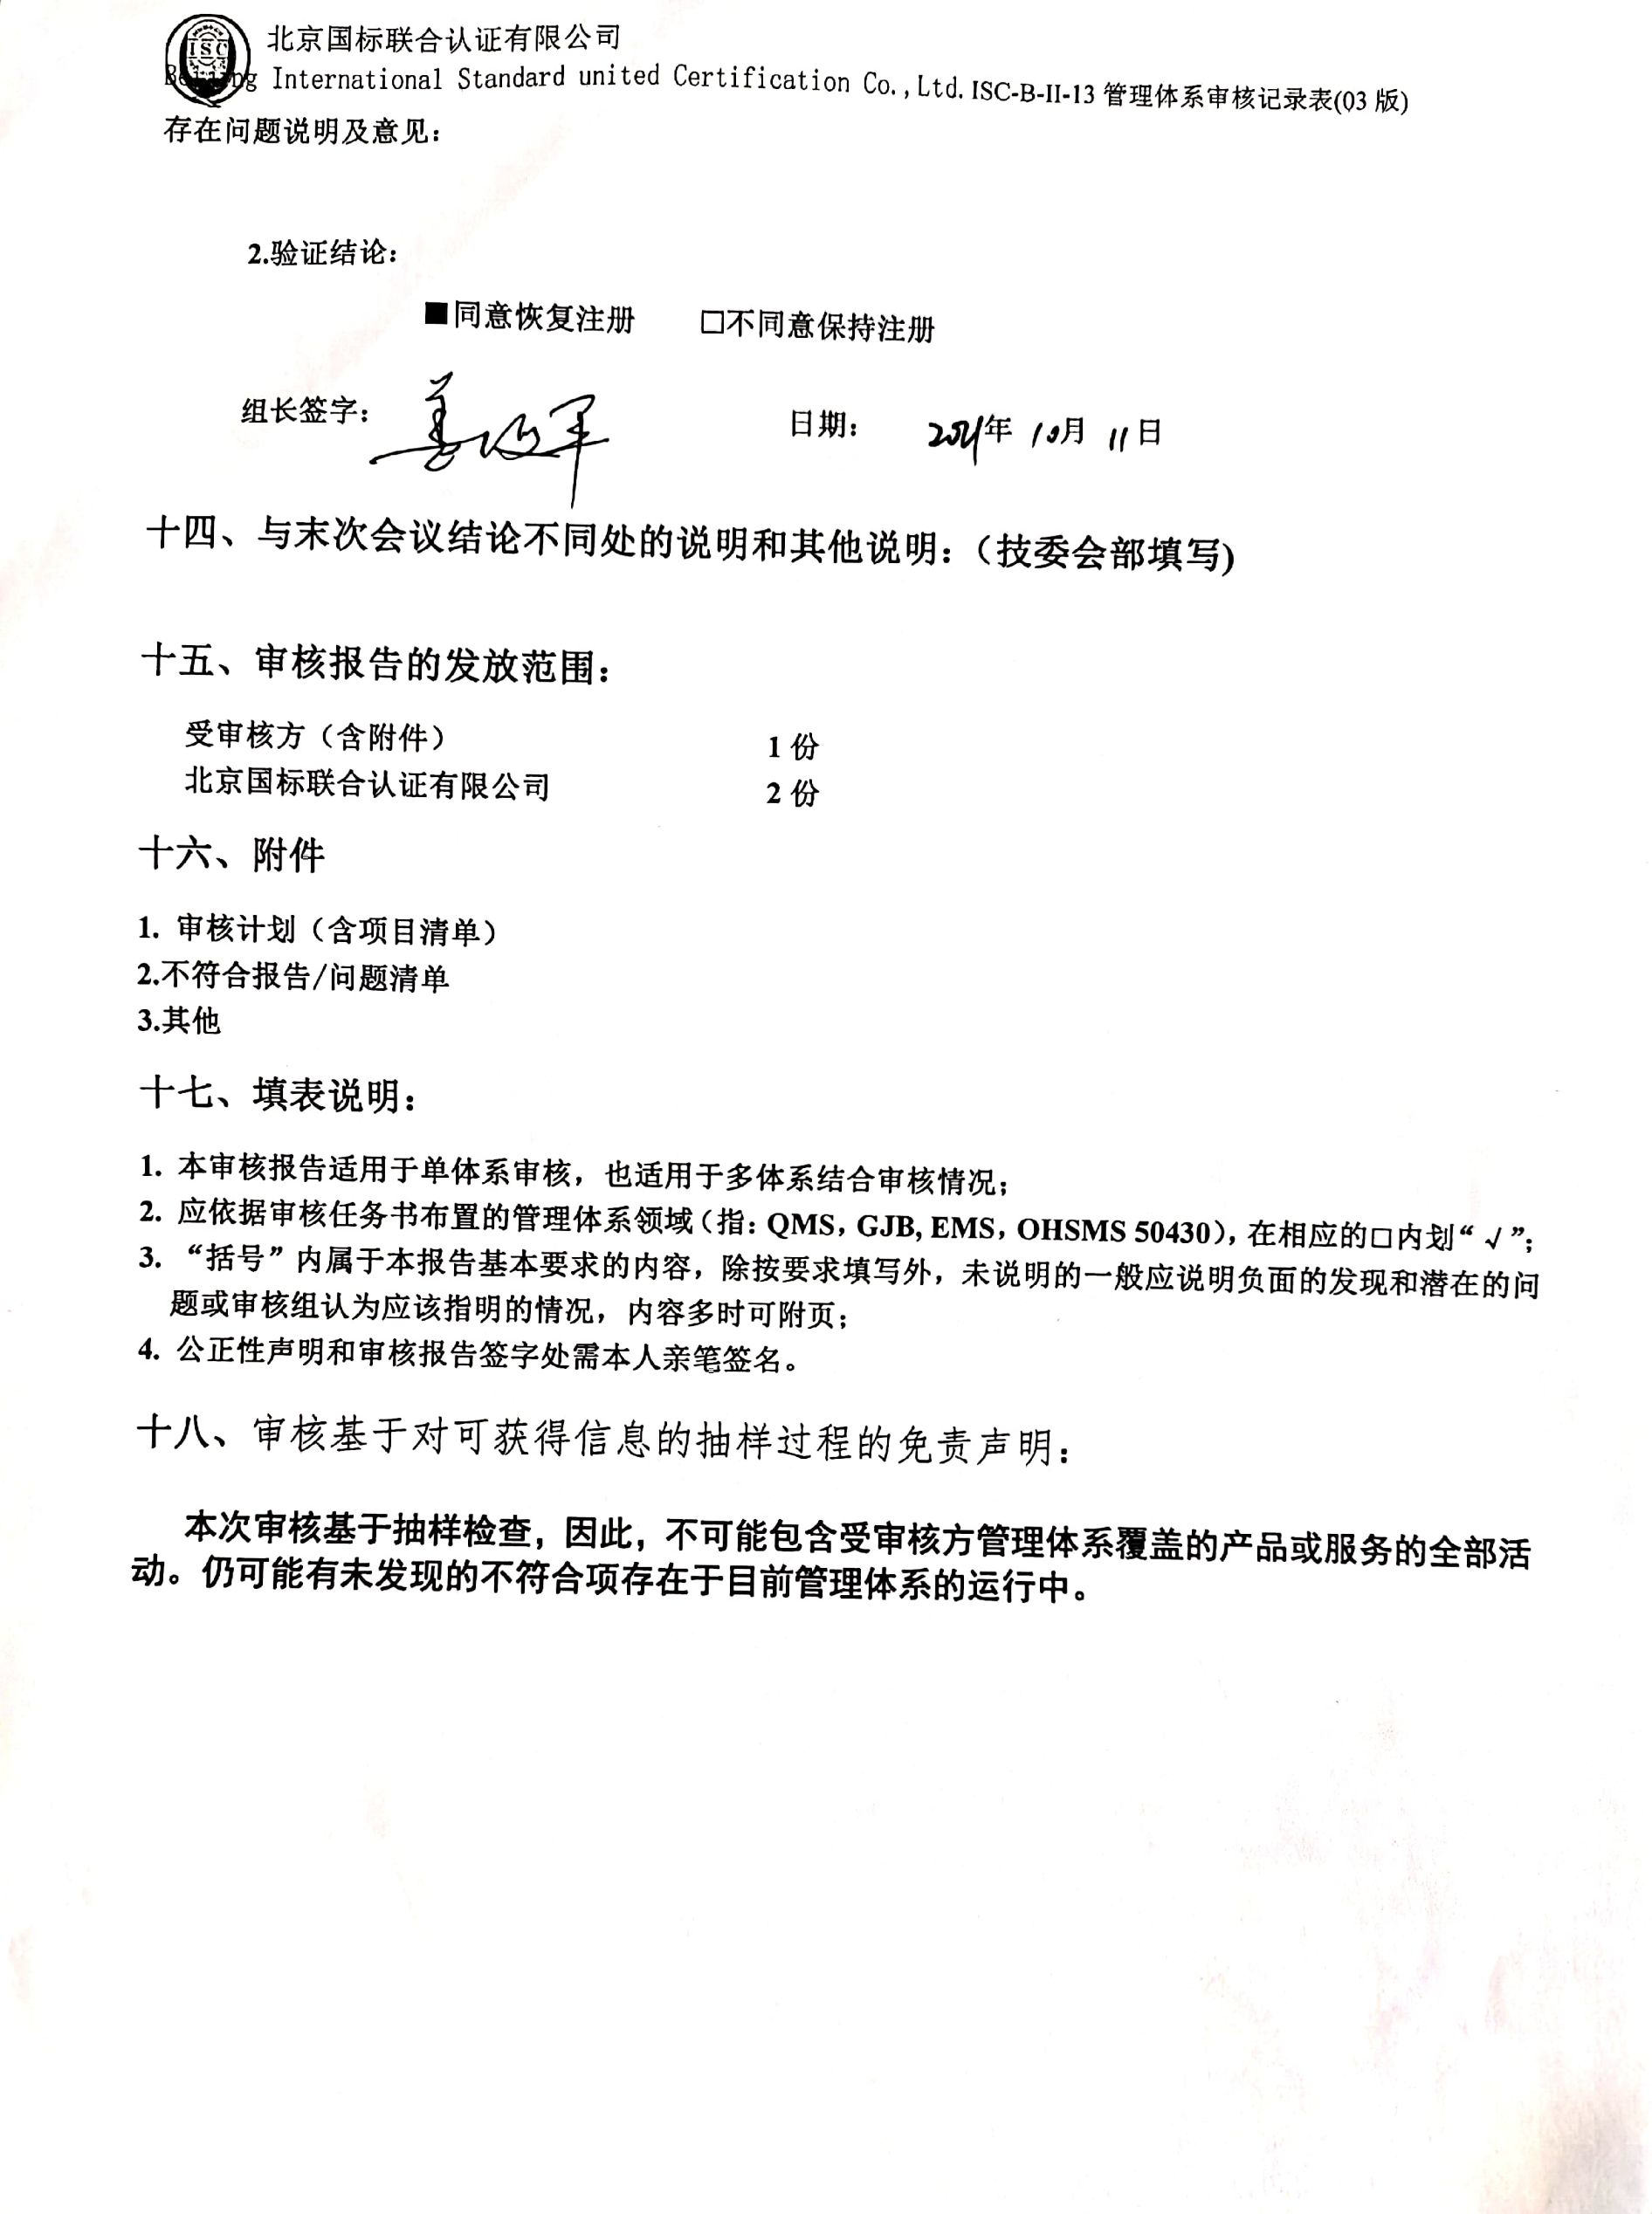 ISC
北京国标联合认证有限公司
Beijing International Standard united Certification Co.,Ltd. ISC-B-II-13 管理体系审核记录表(03 版)
存在问题说明及意见：
2.验证结论：
■同意恢复注册 □不同意保持注册
组长签字： 日期： 2021年 10月 11日
十四、与末次会议结论不同处的说明和其他说明：（技委会部填写)
十五、审核报告的发放范围：
受审核方（含附件） 1 份
北京国标联合认证有限公司 2 份
十六、附件
1. 审核计划（含项目清单）
2.不符合报告/问题清单
3.其他
十七、填表说明：
1. 本审核报告适用于单体系审核，也适用于多体系结合审核情况；
2. 应依据审核任务书布置的管理体系领域（指：QMS，GJB, EMS，OHSMS 50430），在相应的口内划“√”；
3. “括号”内属于本报告基本要求的内容，除按要求填写外，未说明的一般应说明负面的发现和潜在的问
题或审核组认为应该指明的情况，内容多时可附页；
4. 公正性声明和审核报告签字处需本人亲笔签名。
十八、审核基于对可获得信息的抽样过程的免责声明：
本次审核基于抽样检查，因此，不可能包含受审核方管理体系覆盖的产品或服务的全部活
动。仍可能有未发现的不符合项存在于目前管理体系的运行中。